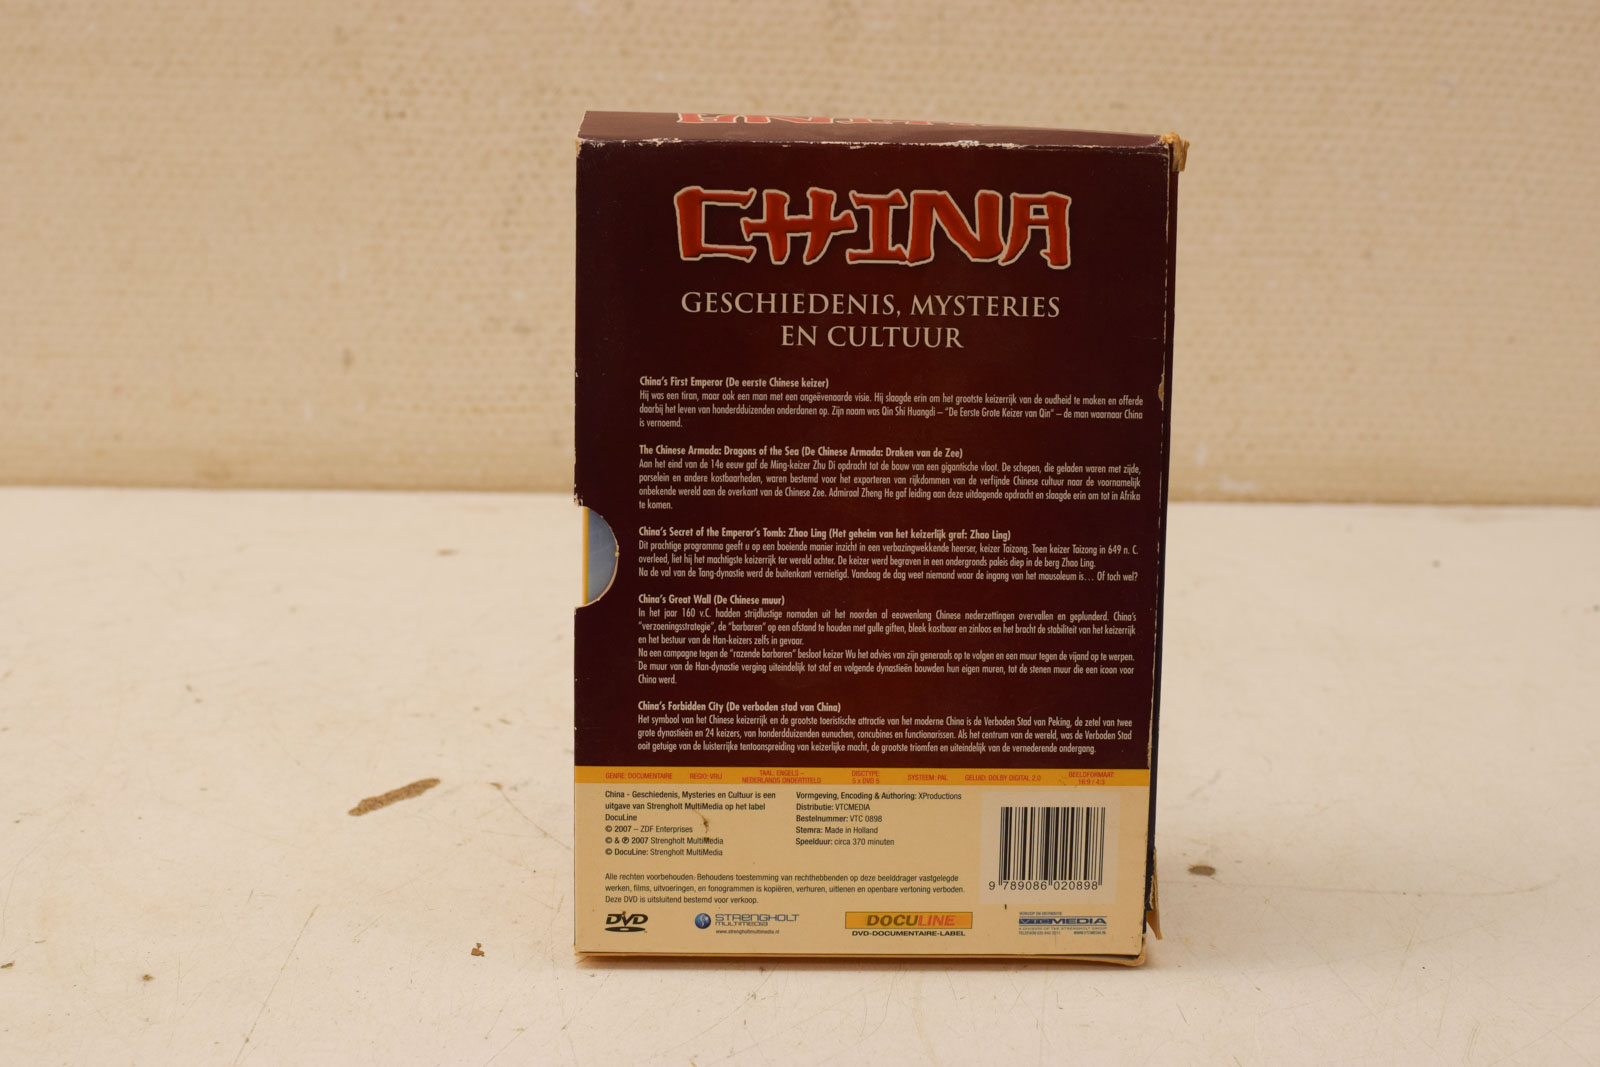 CHINA
GESCHIEDENIS, MYSTERIES
EN CULTUUR
China's First Emperor (De eerste Chinese keizer)
Hij was een tiran, maar ook een man met een ongeëvenaarde visie. Hij slaagde erin om het grootste keizerrijk van de oudheid te maken en offerde
daarbij het leven van honderdduizenden onderdanen op. Zijn naam was Qin Shi Huangdi – "De Eerste Grote Keizer van Qin" – de man waarnaar China
is vernoemd.
The Chinese Armada: Dragons of the Sea (De Chinese Armada: Draken van de Zee)
Aan het eind van de 14e eeuw gaf de Ming-keizer Zhu Di opdracht tot de bouw van een gigantische vloot. De schepen, die geladen waren met zijde,
porselein en andere kostbaarheden, waren bestemd voor het exporteren van rijkdommen van de verfijnde Chinese cultuur naar de voornamelijk
onbekende wereld aan de overkant van de Chinese Zee. Admiraal Zheng He gaf leiding aan deze uitdagende opdracht en slaagde erin om tot in Afrika
te komen.
China's Secret of the Emperor's Tomb: Zhao Ling (Het geheim van het keizerlijk graf: Zhao Ling)
Dit prachtige programma geeft u op een boeiende manier inzicht in een verbazingwekkende heerser, keizer Taizong. Toen keizer Taizong in 649 n. C.
overleed, liet hij het machtigste keizerrijk ter wereld achter. De keizer werd begraven in een ondergronds paleis diep in de berg Zhao Ling.
Na de val van de Tang-dynastie werd de buitenkant vernietigd. Vandaag de dag weet niemand waar de ingang van het mausoleum is... Of toch wel?
China's Great Wall (De Chinese muur)
In het jaar 160 v.C. hadden strijdlustige nomaden uit het noorden al eeuwenlang Chinese nederzettingen overvallen en geplunderd. China's
"verzoeningsstrategie", de "barbaren" op een afstand te houden met gulle giften, bleek kostbaar en zinloos en het bracht de stabiliteit van het keizerrijk
en het bestuur van de Han-keizers zelfs in gevaar.
Na een campagne tegen de "razende barbaren" besloot keizer Wu het advies van zijn generaals op te volgen en een muur tegen de vijand op te werpen.
De muur van de Han-dynastie verging uiteindelijk tot stof en volgende dynastieën bouwden hun eigen muren, tot de stenen muur die een icoon voor
China werd.
China's Forbidden City (De verboden stad van China)
Het symbool van het Chinese keizerrijk en de grootste toeristische attractie van het moderne China is de Verboden Stad van Peking, de zetel van twee
grote dynastieën en 24 keizers, van honderdduizenden eunuchen, concubines en functionarissen. Als het centrum van de wereld, was de Verboden Stad
ooit getuige van de luisterrijke tentoonspreiding van keizerlijke macht, de grootste triomfen en uiteindelijk van de vernederende ondergang.
GENRE: DOCUMENTAIRE REGIO: VRIJ TAAL: ENGELS – NEDERLANDS ONDERTITELD DISCTYPE: 5 x DVD 5 SYSTEEM: PAL GELUID: DOLBY DIGITAL 2.0 BEELDFORMAAT: 16:9 / 4:3
China - Geschiedenis, Mysteries en Cultuur is een
uitgave van Strengholt MultiMedia op het label
DocuLine
© 2007 – ZDF Enterprises
© & ℗ 2007 Strengholt MultiMedia
© DocuLine: Strengholt MultiMedia
Vormgeving, Encoding & Authoring: XProductions
Distributie: VTCMEDIA
Bestelnummer: VTC 0898
Stemra: Made in Holland
Speelduur: circa 370 minuten
Alle rechten voorbehouden. Behoudens toestemming van rechthebbenden op deze beelddrager vastgelegde
werken, films, uitvoeringen, en fonogrammen is kopiëren, verhuren, uitlenen en openbare vertoning verboden.
Deze DVD is uitsluitend bestemd voor verkoop.
9 789086 020898
DVD
STRENGHOLT
MULTIMEDIA
www.strengholtmultimedia.nl
DOCULINE
DVD-DOCUMENTAIRE-LABEL
VTCMEDIA
A DIVISION OF THE STRENGHOLT GROUP
WWW.VTCMEDIA.NL